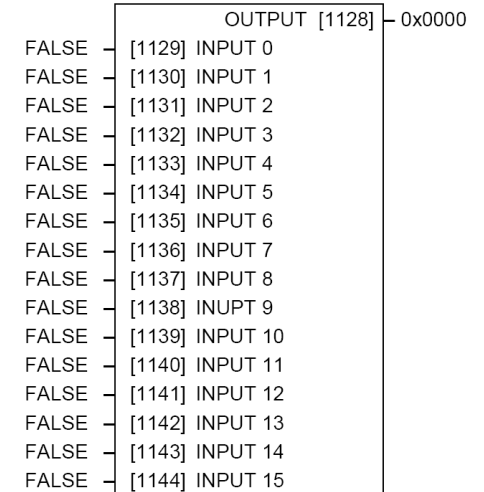 OUTPUT [1128] 0x0000
FALSE [1129] INPUT 0
FALSE [1130] INPUT 1
FALSE [1131] INPUT 2
FALSE [1132] INPUT 3
FALSE [1133] INPUT 4
FALSE [1134] INPUT 5
FALSE [1135] INPUT 6
FALSE [1136] INPUT 7
FALSE [1137] INPUT 8
FALSE [1138] INUPT 9
FALSE [1139] INPUT 10
FALSE [1140] INPUT 11
FALSE [1141] INPUT 12
FALSE [1142] INPUT 13
FALSE [1143] INPUT 14
FALSE [1144] INPUT 15